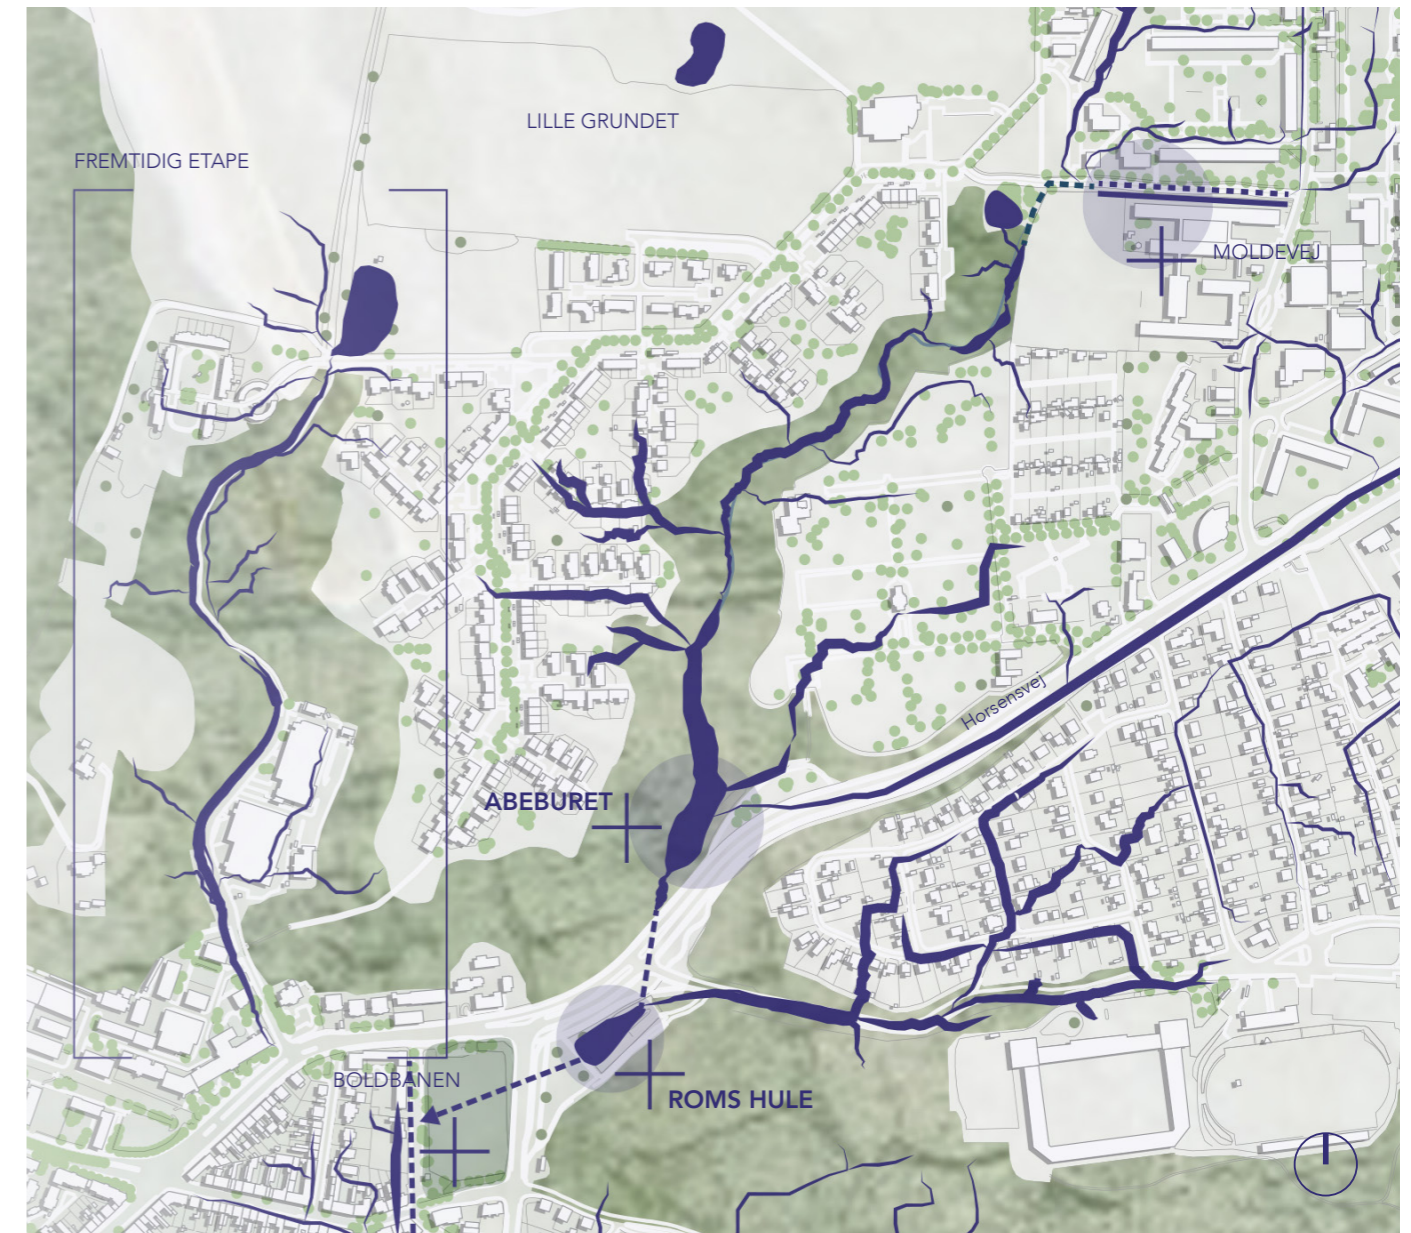 LILLE GRUNDET
FREMTIDIG ETAPE
MOLDEVEJ
Horsensvej
ABEBURET
BOLDBANEN
ROMS HULE